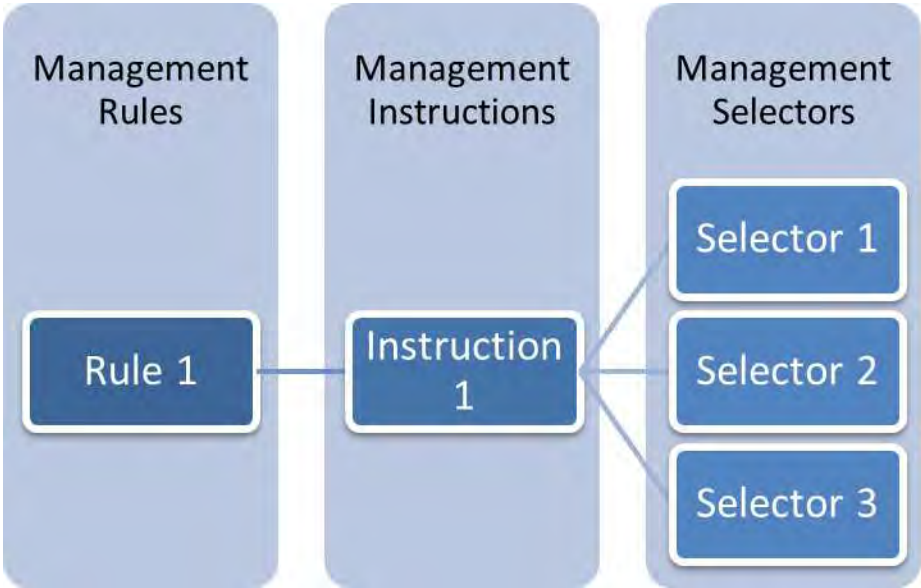 Management
Rules
Management
Instructions
Management
Selectors
Rule 1
Instruction
1
Selector 1
Selector 2
Selector 3